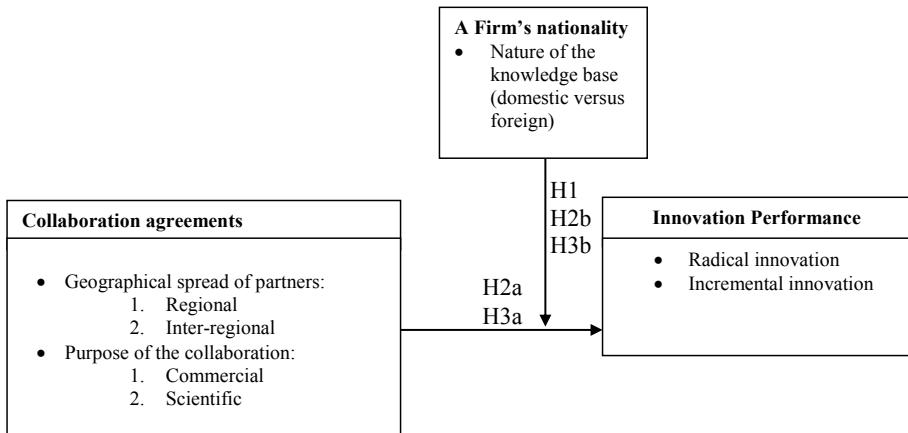 A Firm's nationality
• Nature of the
knowledge base
(domestic versus
foreign)
H1
H2b
H3b
Collaboration agreements
• Geographical spread of partners:
1. Regional
2. Inter-regional
• Purpose of the collaboration:
1. Commercial
2. Scientific
H2a
H3a
Innovation Performance
• Radical innovation
• Incremental innovation